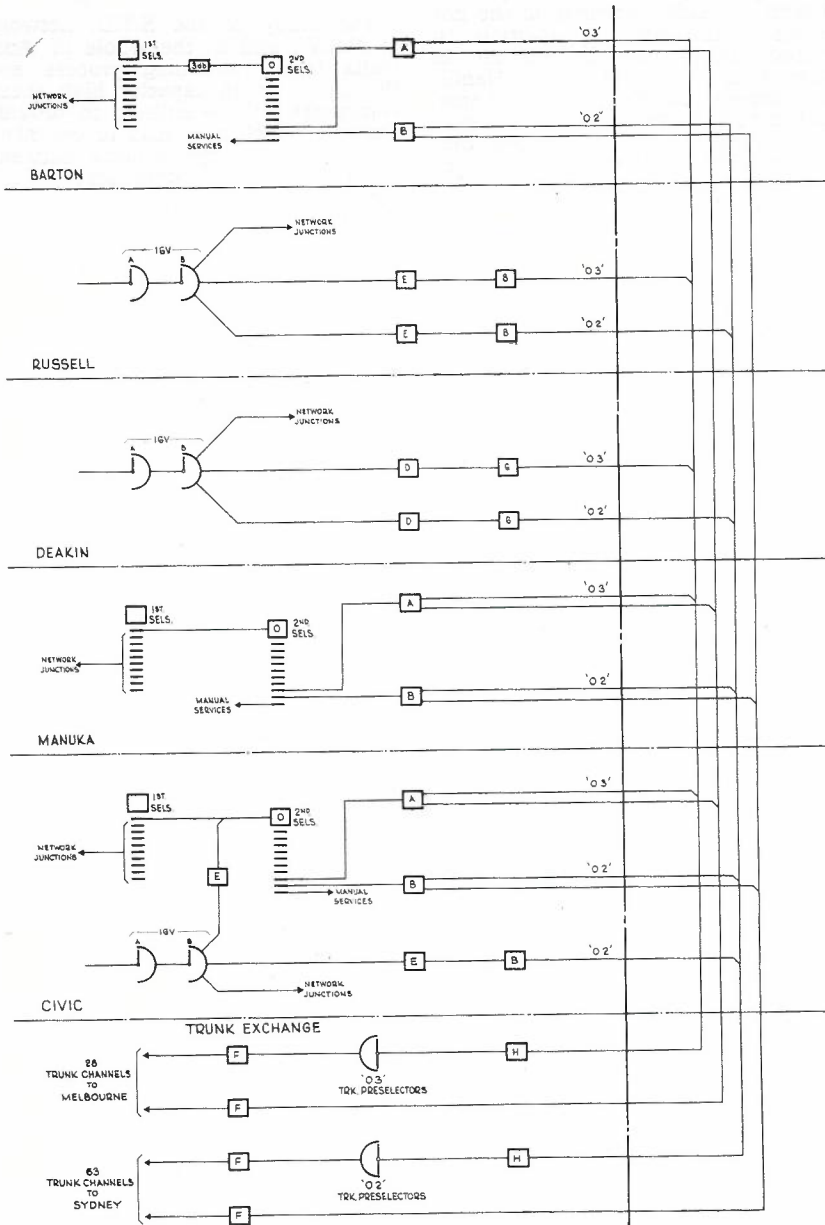 1ST. SELS.
3db
O
2ND. SELS.
A
'03'
NETWORK JUNCTIONS
MANUAL SERVICES
B
'02'
BARTON
1GV
A
B
NETWORK JUNCTIONS
E
B
'03'
E
B
'02'
RUSSELL
1GV
A
B
NETWORK JUNCTIONS
D
G
'03'
D
G
'02'
DEAKIN
1ST. SELS.
O
2ND. SELS.
A
'03'
NETWORK JUNCTIONS
MANUAL SERVICES
B
'02'
MANUKA
1ST. SELS.
O
2ND. SELS.
A
'03'
NETWORK JUNCTIONS
E
MANUAL SERVICES
B
'02'
1GV
A
B
E
B
'02'
NETWORK JUNCTIONS
CIVIC
TRUNK EXCHANGE
28
TRUNK CHANNELS
TO
MELBOURNE
F
'03'
TRK. PRESELECTORS
H
F
63
TRUNK CHANNELS
TO
SYDNEY
F
'02'
TRK. PRESELECTORS
H
F